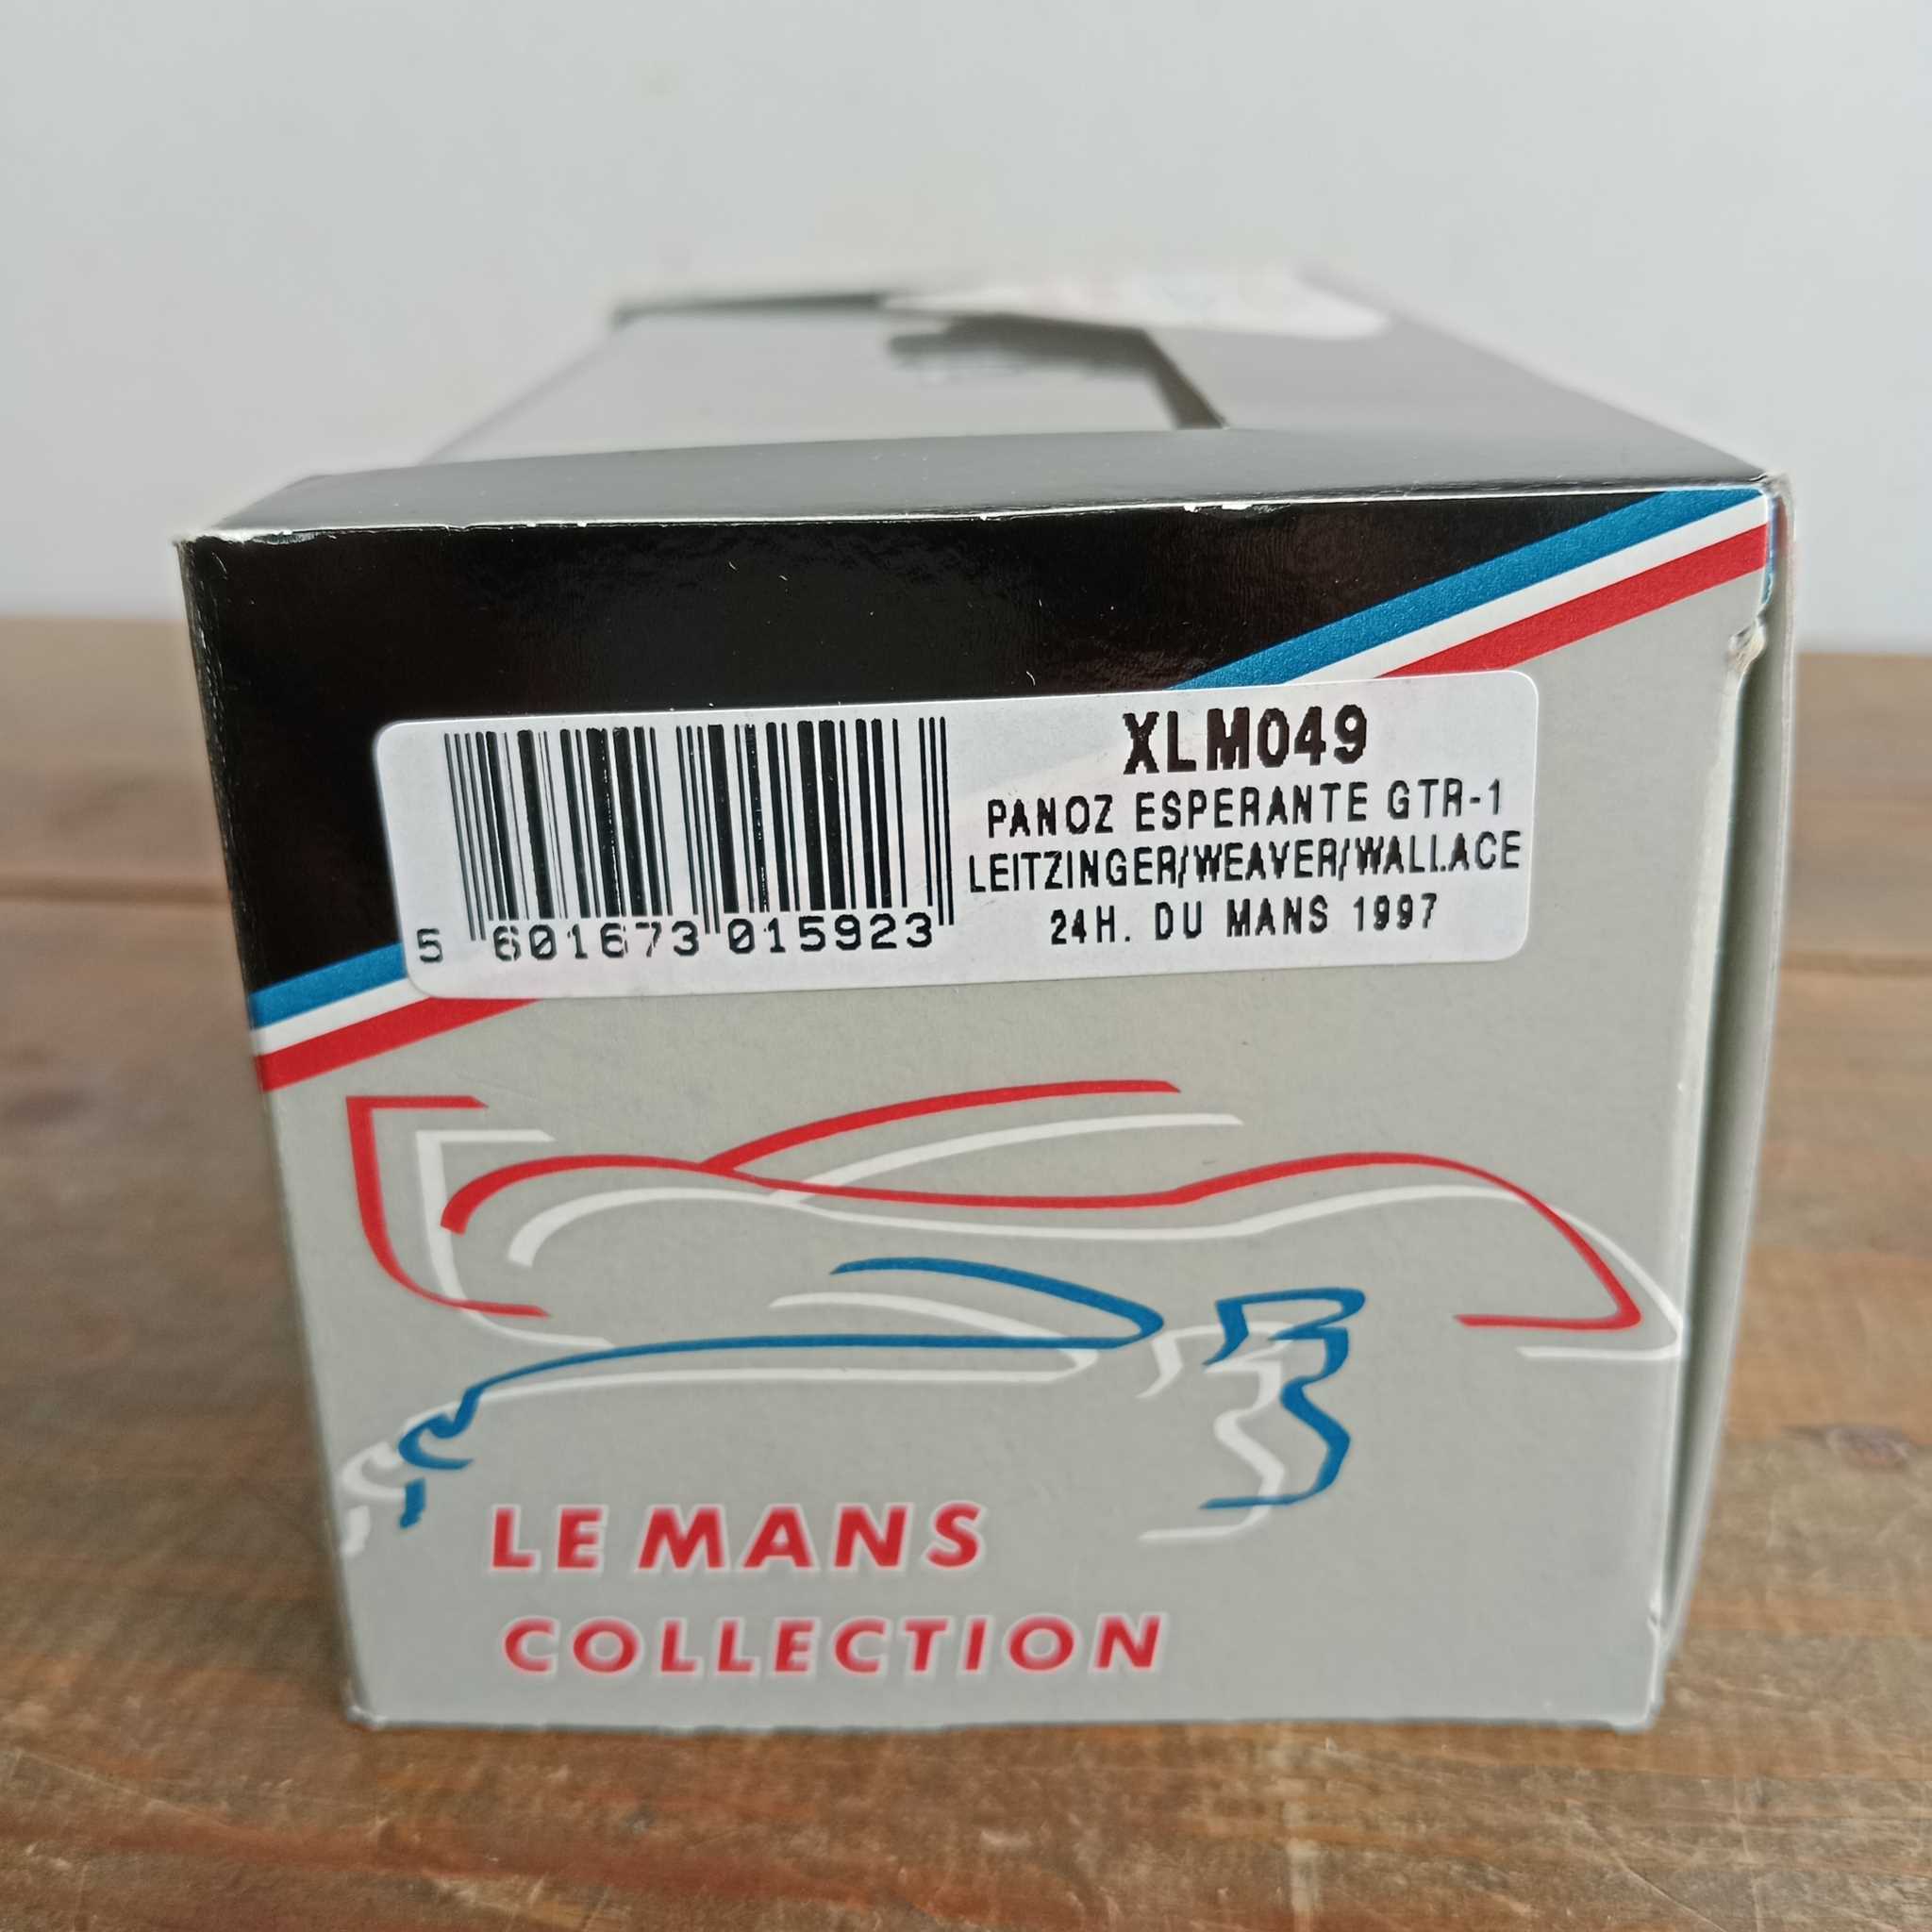 XLM049
PANOZ ESPERANTE GTR-1
LEITZINGER/WEAVER/WALLACE
24H. DU MANS 1997
5 601673 015923
LE MANS
COLLECTION